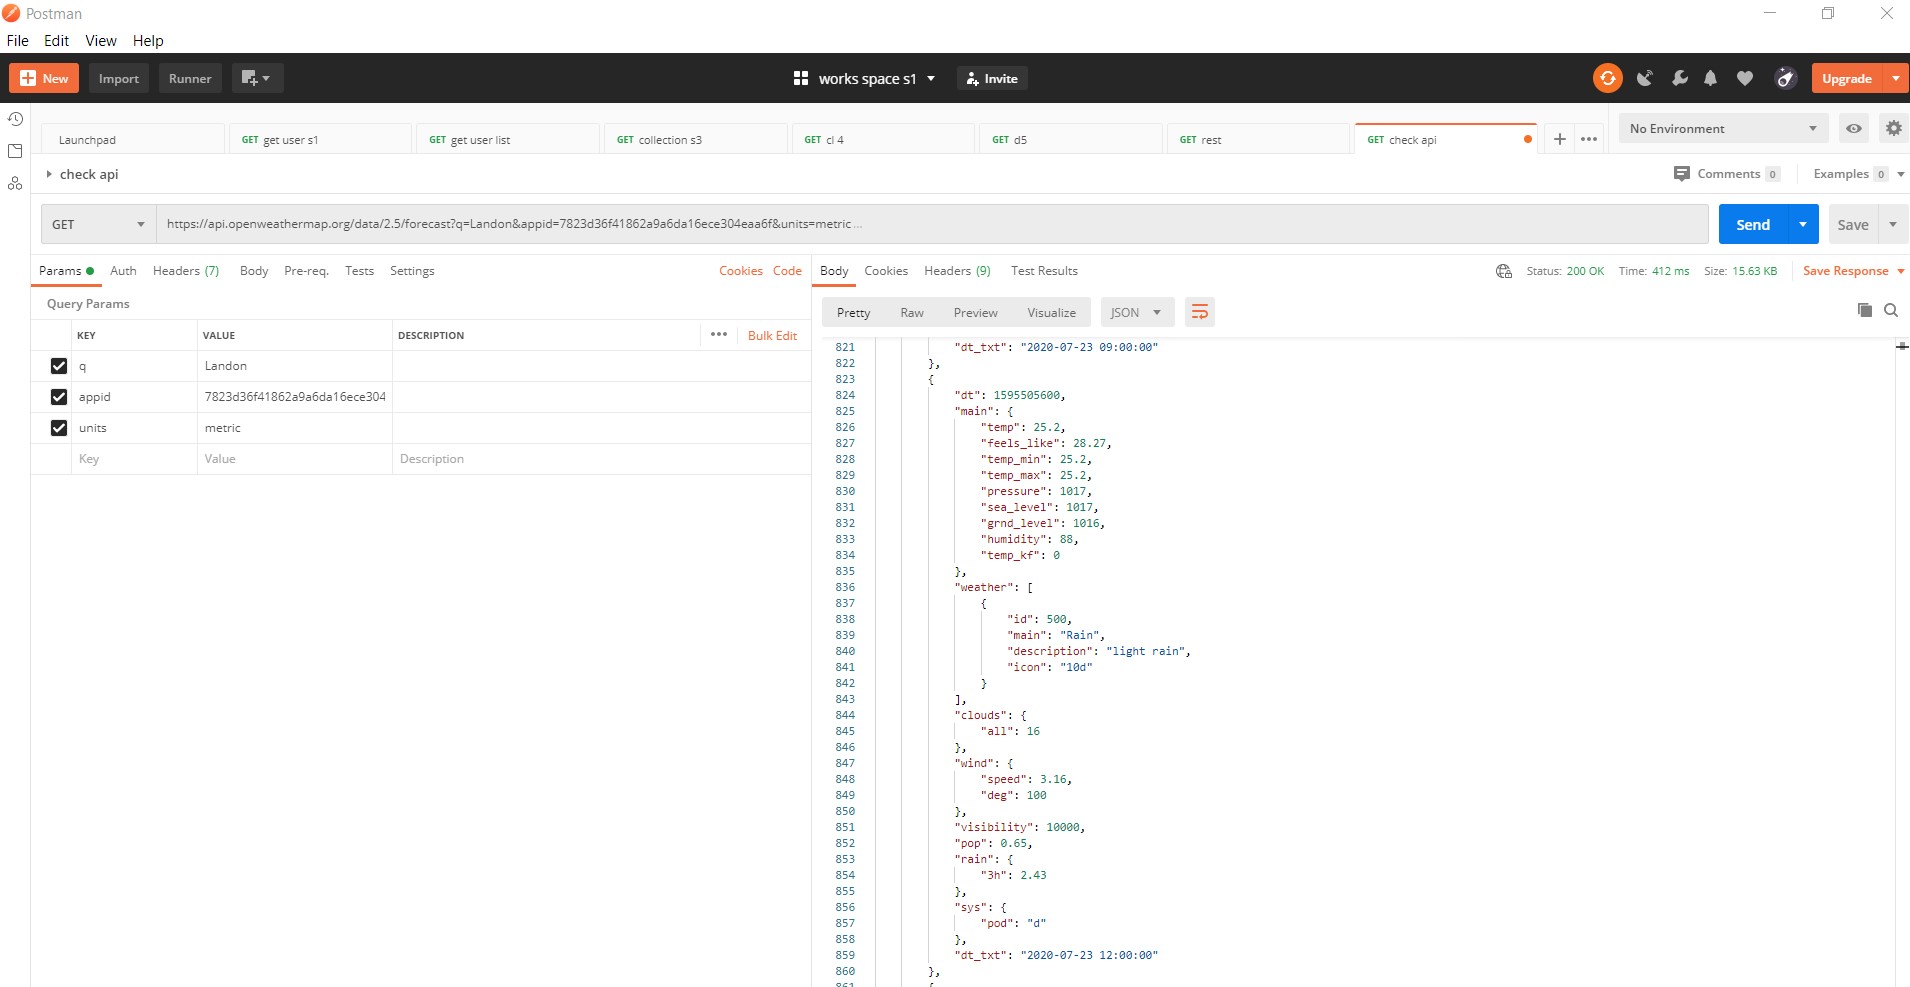 Postman
File Edit View Help
New Import Runner works space s1 Invite Upgrade
Launchpad GET get user s1 GET get user list GET collection s3 GET cl 4 GET d5 GET rest GET check api No Environment
check api Comments 0 Examples 0
GET https://api.openweathermap.org/data/2.5/forecast?q=Landon&appid=7823d36f41862a9a6da16ece304eaa6f&units=metric ... Send Save
Params Auth Headers (7) Body Pre-req. Tests Settings Cookies Code
Query Params
KEY VALUE DESCRIPTION ••• Bulk Edit
q Landon
appid 7823d36f41862a9a6da16ece304
units metric
Key Value Description
Body Cookies Headers (9) Test Results Status: 200 OK Time: 412 ms Size: 15.63 KB Save Response
Pretty Raw Preview Visualize JSON
821 "dt_txt": "2020-07-23 09:00:00"
822 },
823 {
824 "dt": 1595505600,
825 "main": {
826 "temp": 25.2,
827 "feels_like": 28.27,
828 "temp_min": 25.2,
829 "temp_max": 25.2,
830 "pressure": 1017,
831 "sea_level": 1017,
832 "grnd_level": 1016,
833 "humidity": 88,
834 "temp_kf": 0
835 },
836 "weather": [
837 {
838 "id": 500,
839 "main": "Rain",
840 "description": "light rain",
841 "icon": "10d"
842 }
843 ],
844 "clouds": {
845 "all": 16
846 },
847 "wind": {
848 "speed": 3.16,
849 "deg": 100
850 },
851 "visibility": 10000,
852 "pop": 0.65,
853 "rain": {
854 "3h": 2.43
855 },
856 "sys": {
857 "pod": "d"
858 },
859 "dt_txt": "2020-07-23 12:00:00"
860 },
861 {